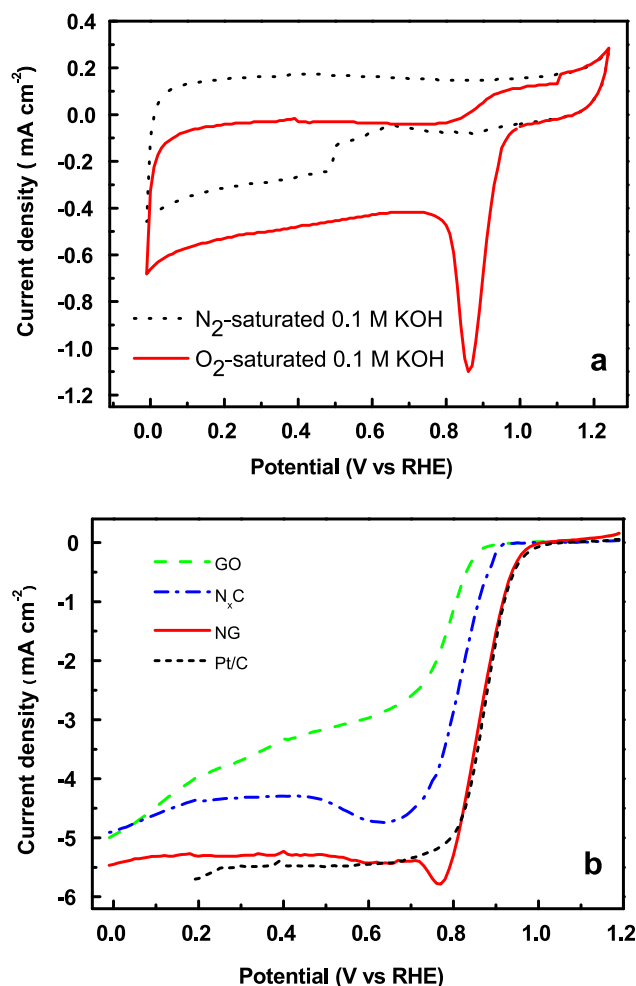 0.4
0.2
0.0
-0.2
-0.4
-0.6
-0.8
-1.0
-1.2
Current density ( mA cm⁻²)
N₂-saturated 0.1 M KOH
O₂-saturated 0.1 M KOH
a
0.0 0.2 0.4 0.6 0.8 1.0 1.2
Potential (V vs RHE)
0
-1
-2
-3
-4
-5
-6
Current density ( mA cm⁻²)
GO
NₓC
NG
Pt/C
b
0.0 0.2 0.4 0.6 0.8 1.0 1.2
Potential (V vs RHE)